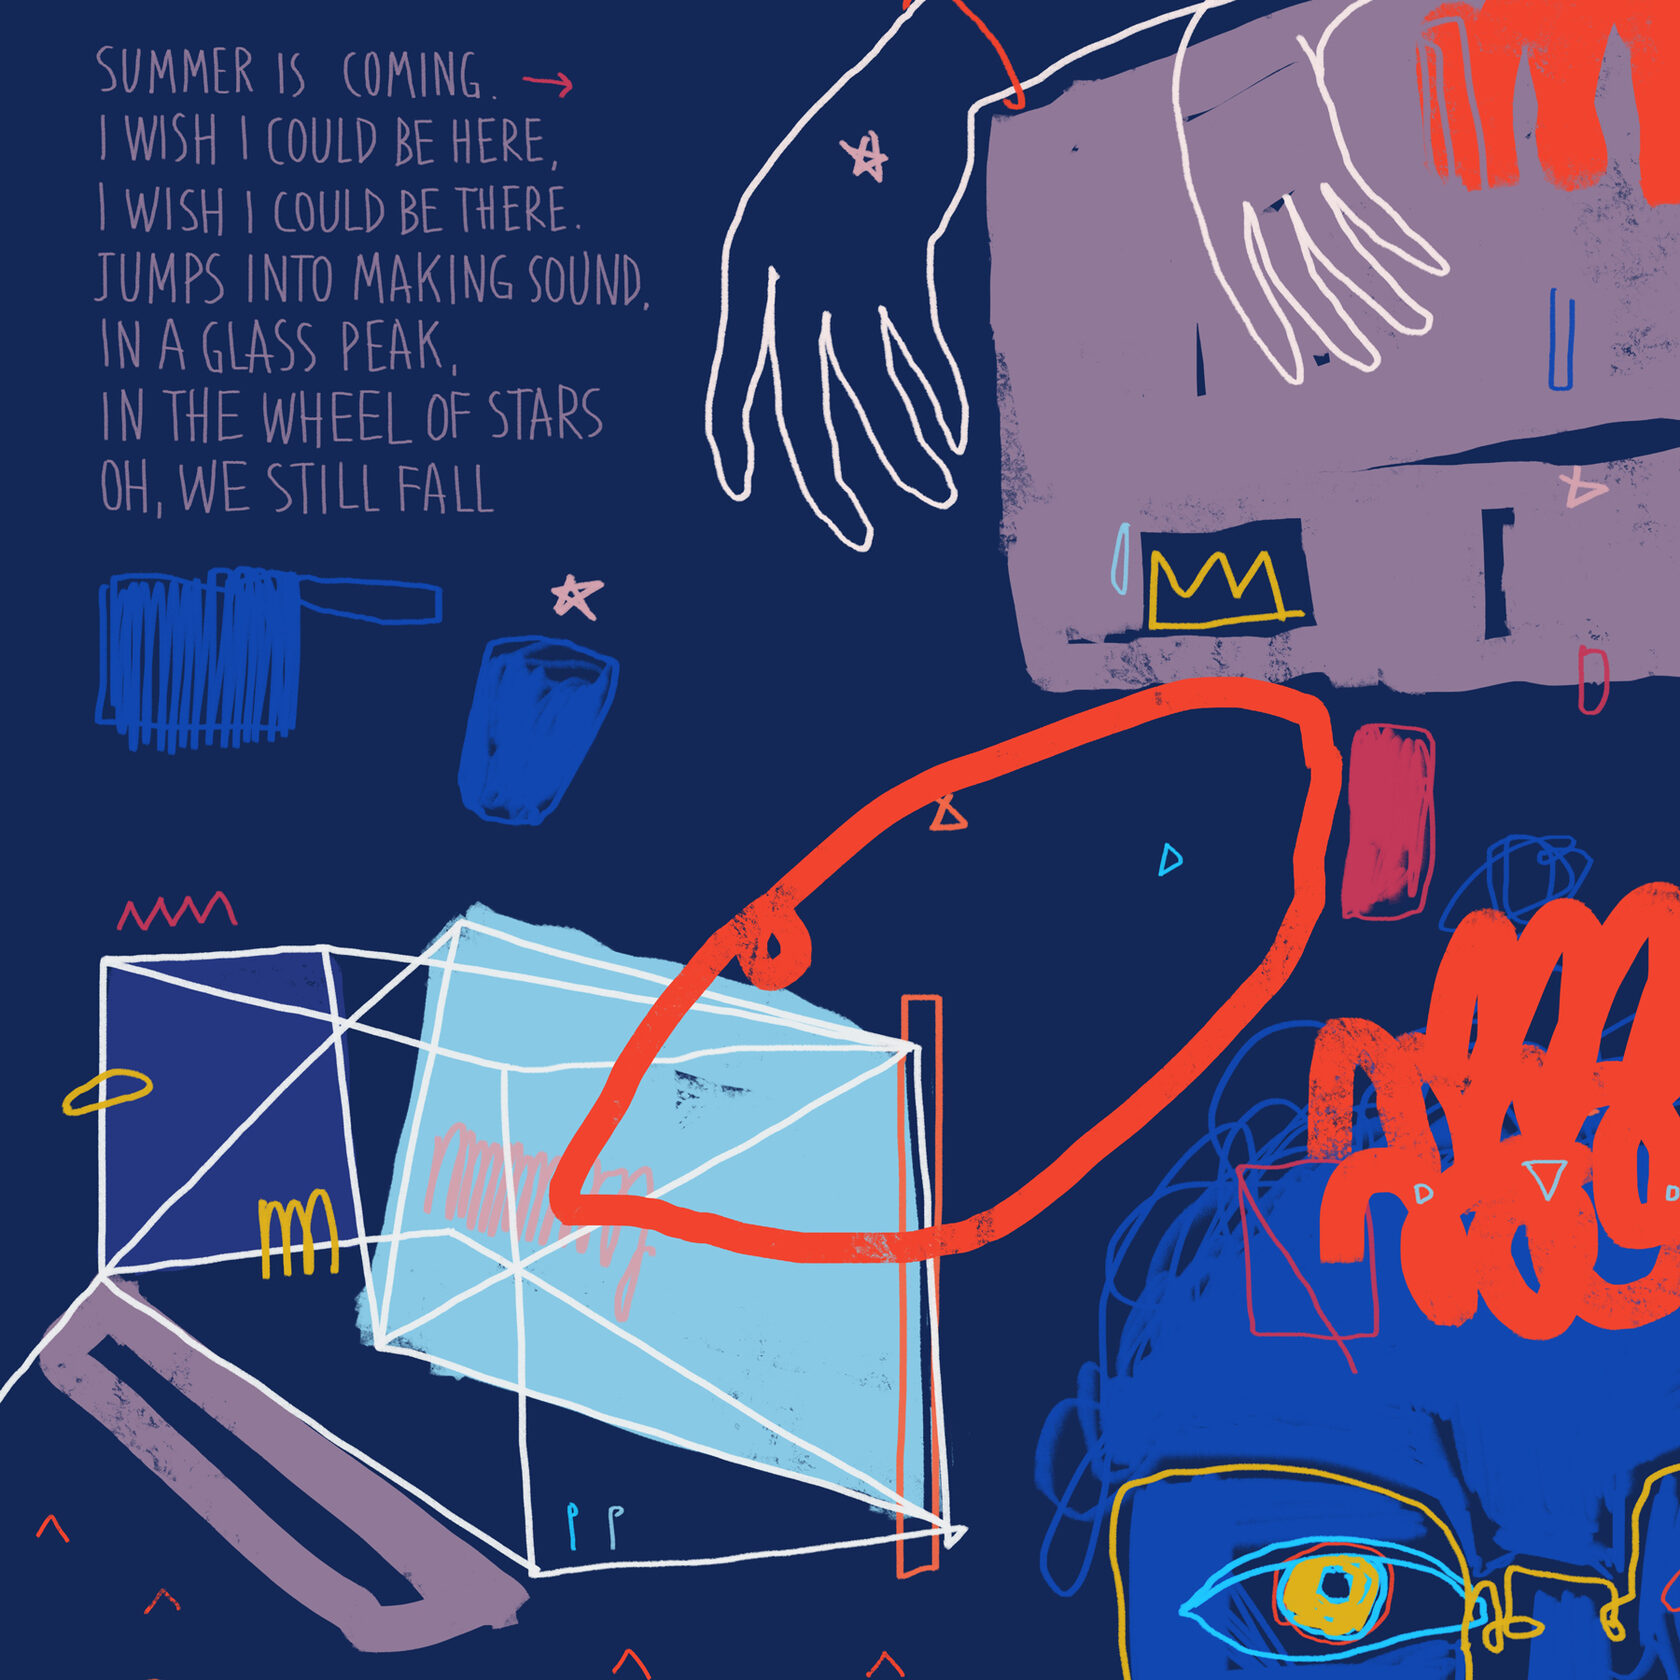 SUMMER IS COMING. →
I WISH I COULD BE HERE,
I WISH I COULD BE THERE.
JUMPS INTO MAKING SOUND,
IN A GLASS PEAK,
IN THE WHEEL OF STARS
OH, WE STILL FALL